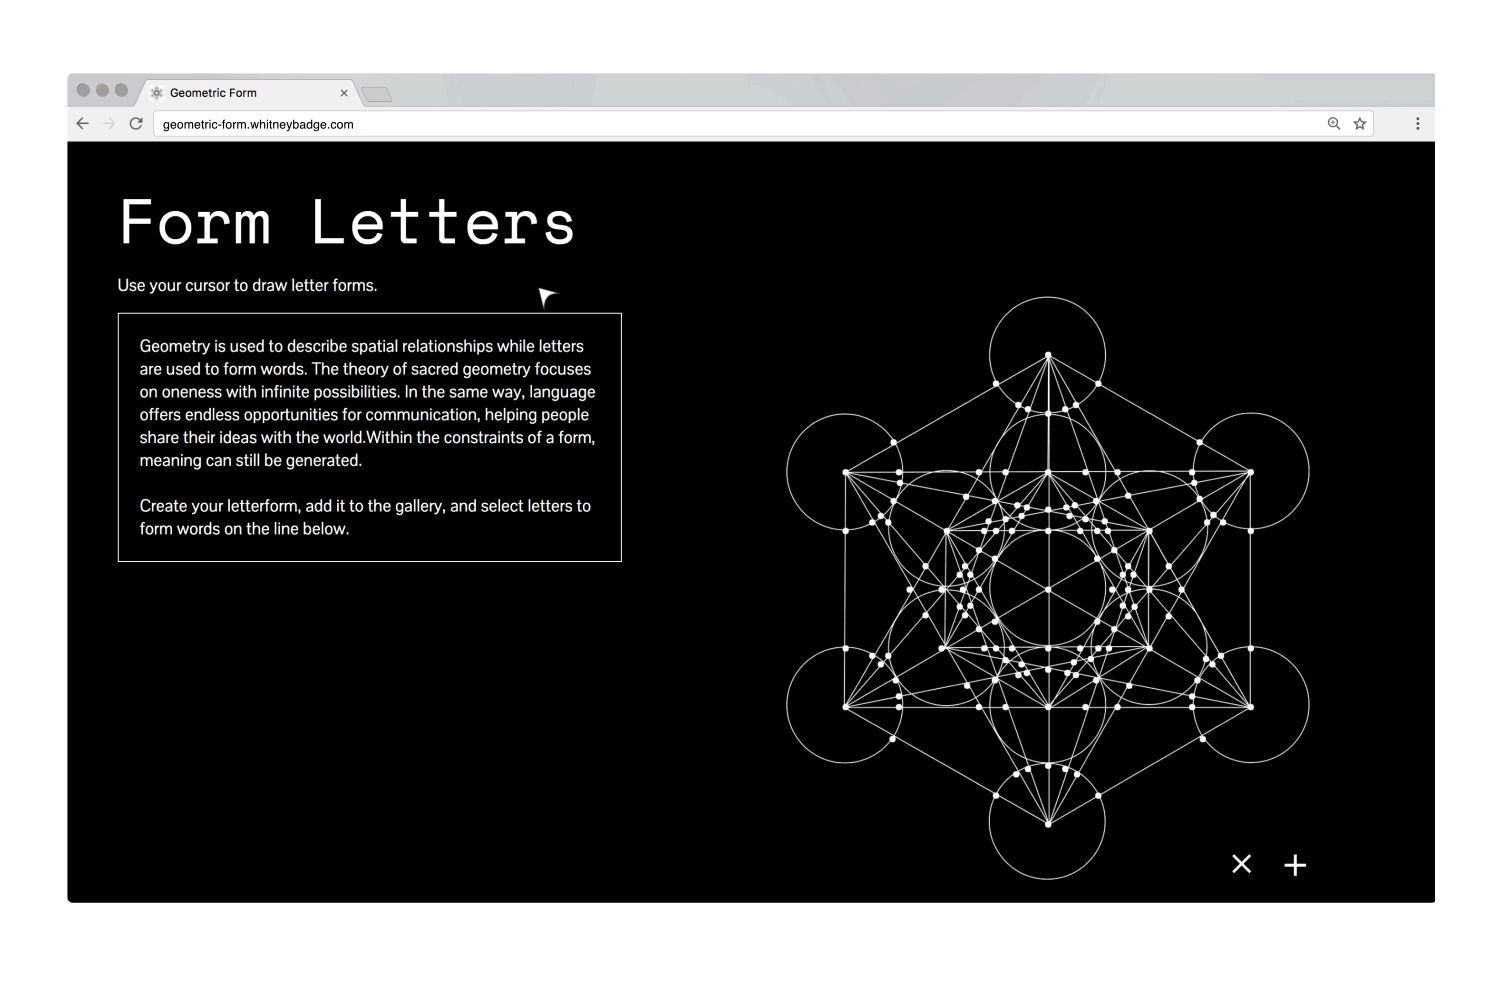 Geometric Form
geometric-form.whitneybadge.com
Form Letters
Use your cursor to draw letter forms.
Geometry is used to describe spatial relationships while letters
are used to form words. The theory of sacred geometry focuses
on oneness with infinite possibilities. In the same way, language
offers endless opportunities for communication, helping people
share their ideas with the world.Within the constraints of a form,
meaning can still be generated.
Create your letterform, add it to the gallery, and select letters to
form words on the line below.